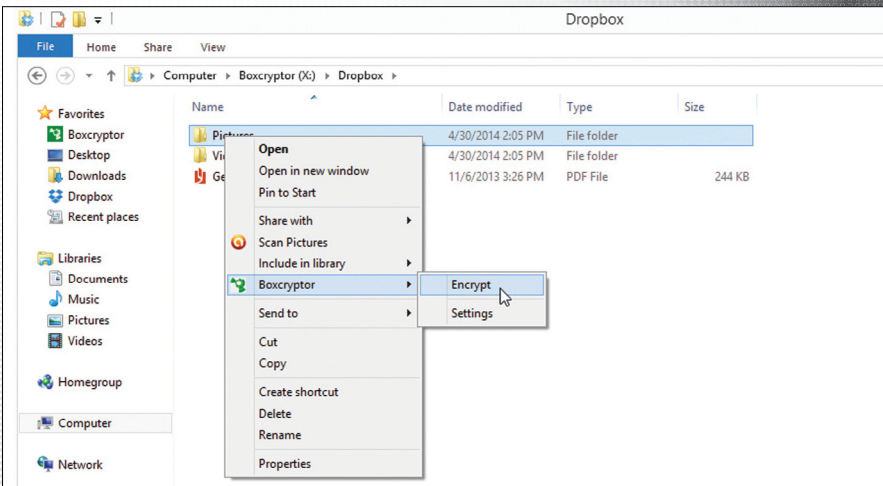 Dropbox
File Home Share View
Computer Boxcryptor (X:) Dropbox
Name Date modified Type Size
Favorites
Boxcryptor
Desktop
Downloads
Dropbox
Recent places
Libraries
Documents
Music
Pictures
Videos
Homegroup
Computer
Network
Pictures 4/30/2014 2:05 PM File folder
Vi 4/30/2014 2:05 PM File folder
Ge 11/6/2013 3:26 PM PDF File 244 KB
Open
Open in new window
Pin to Start
Share with
Scan Pictures
Include in library
Boxcryptor
Send to
Cut
Copy
Create shortcut
Delete
Rename
Properties
Encrypt
Settings